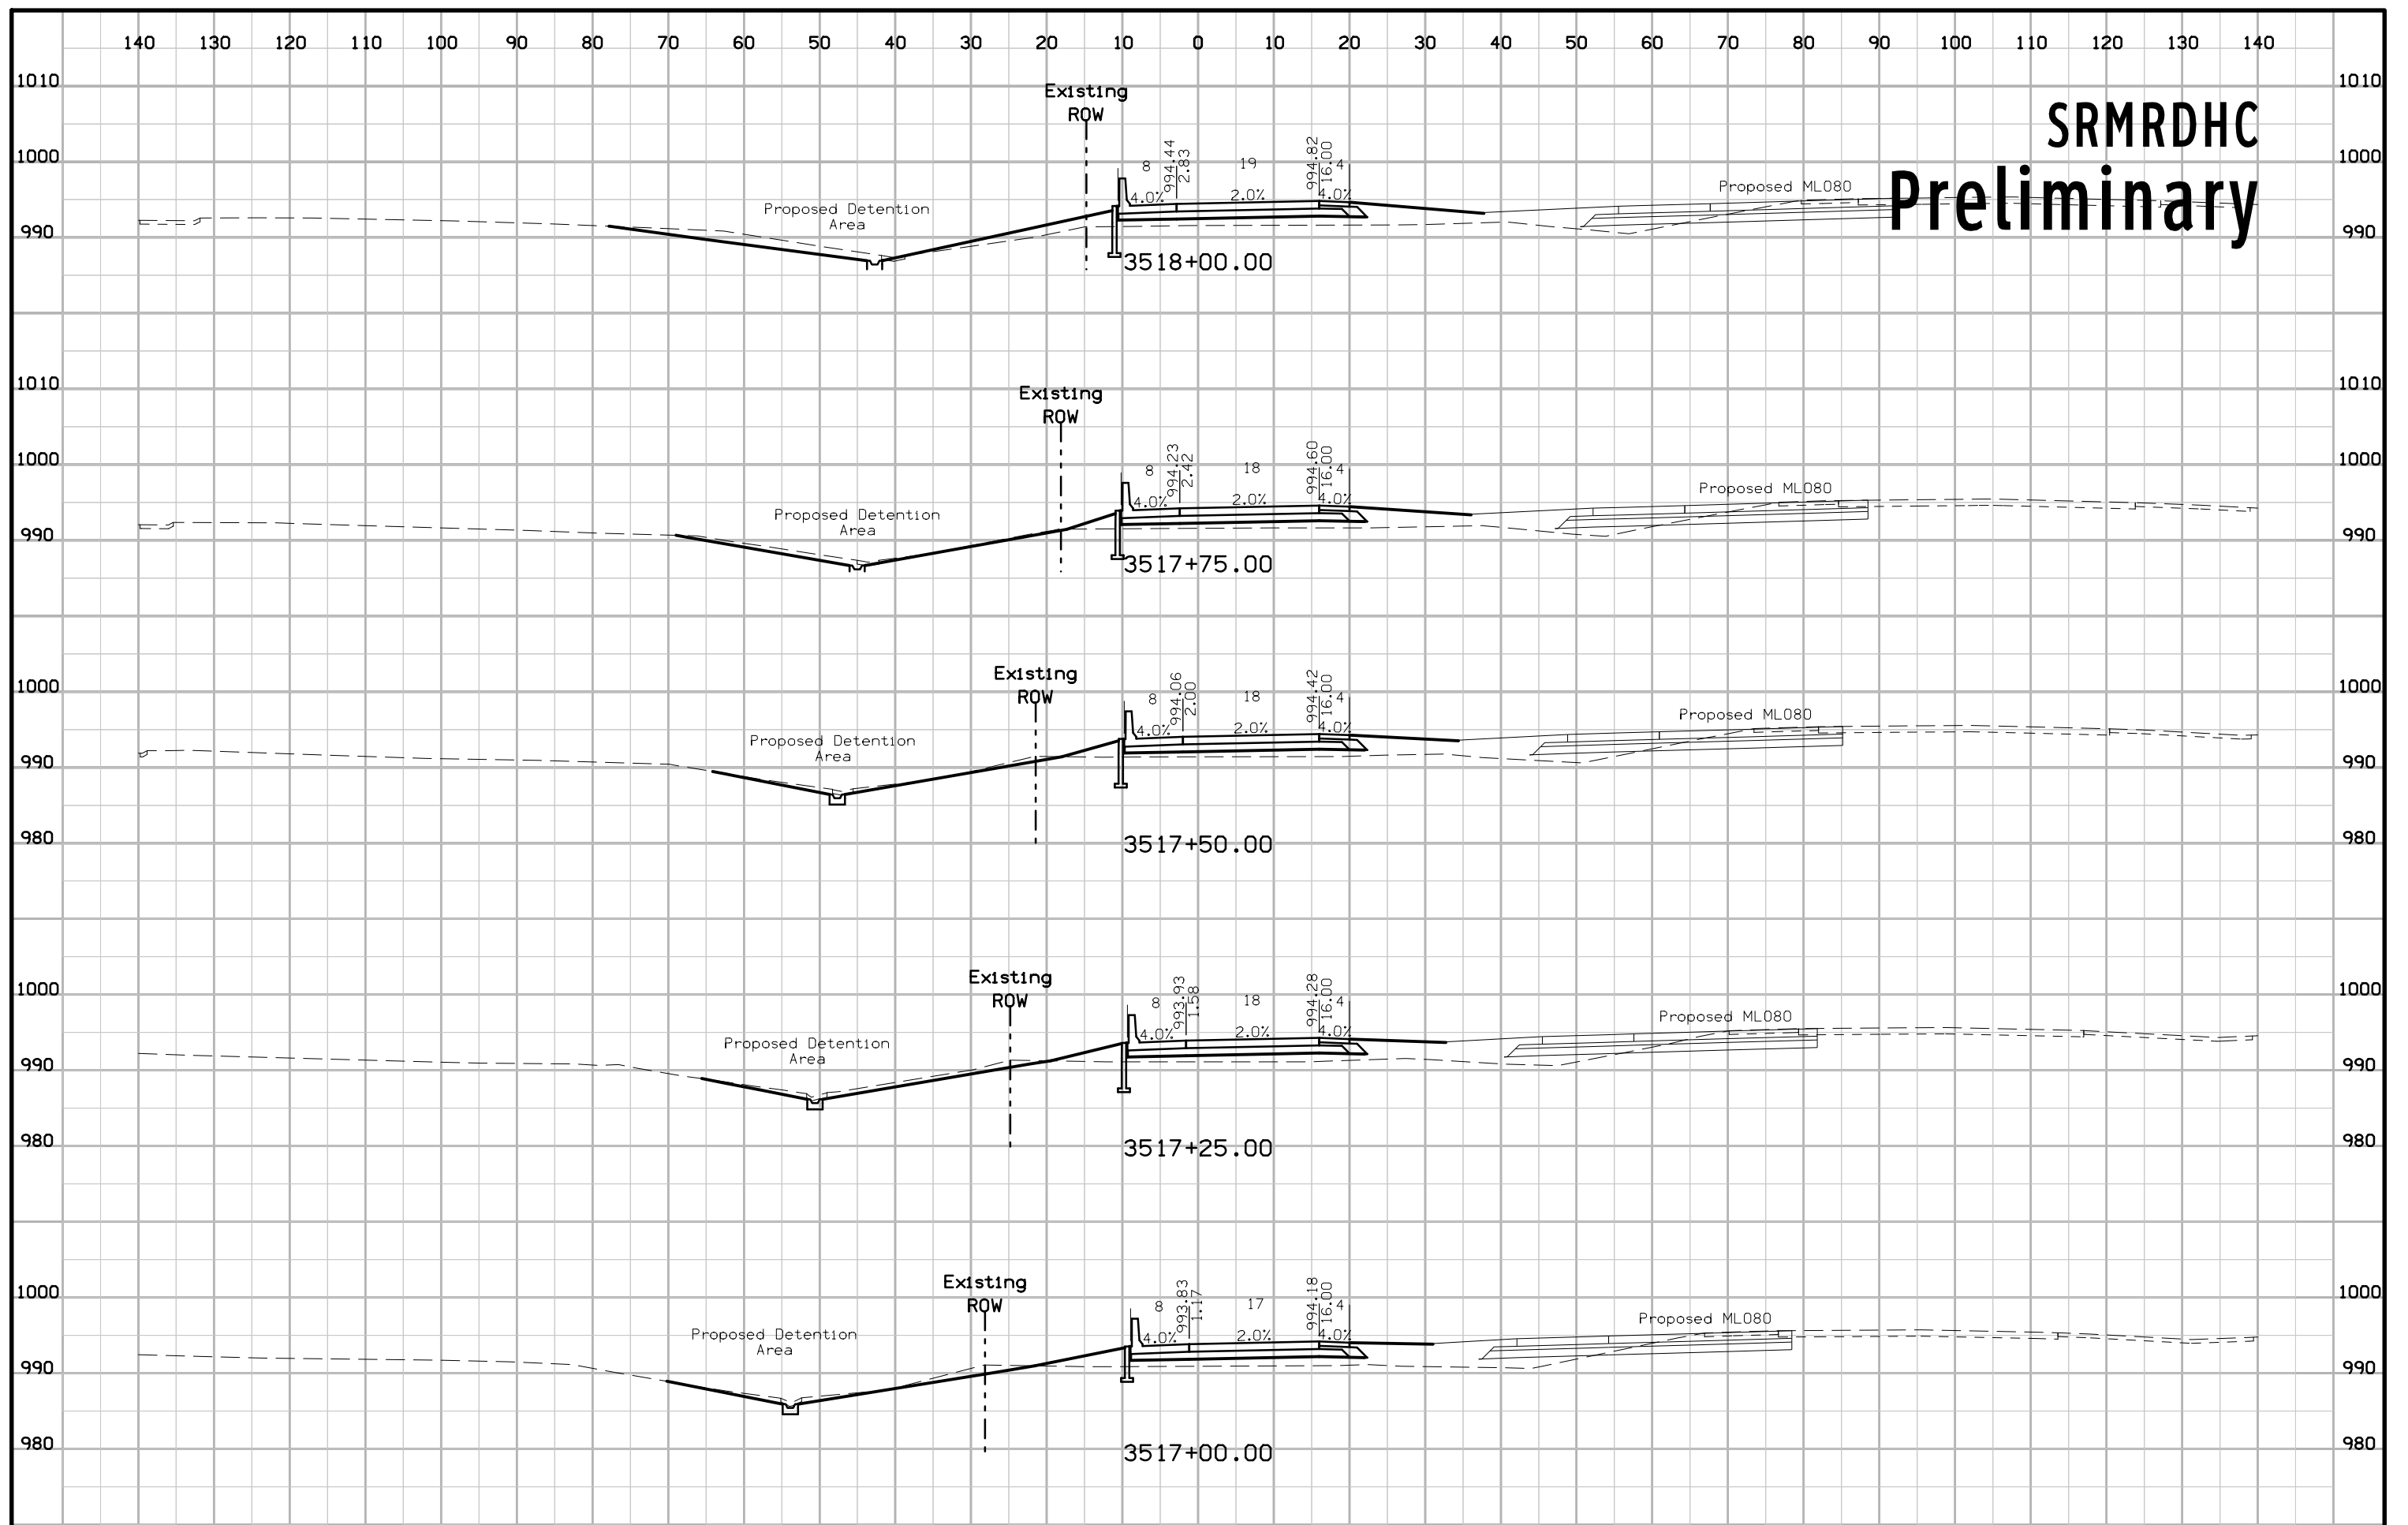 140 130 120 110 100 90 80 70 60 50 40 30 20 10 0 10 20 30 40 50 60 70 80 90 100 110 120 130 140
1010 1010
SRMRDHC
Preliminary
Existing
ROW
1000 1000
8 994.44 2.83 19 994.82 16.00 4
4.0% 2.0% 4.0%
Proposed ML080
Proposed Detention
Area
990 990
3518+00.00
1010 1010
Existing
ROW
1000 1000
8 994.23 2.42 18 994.60 16.00 4
4.0% 2.0% 4.0%
Proposed ML080
Proposed Detention
Area
990 990
3517+75.00
Existing
ROW
1000 1000
8 994.06 2.00 18 994.42 16.00 4
4.0% 2.0% 4.0%
Proposed ML080
Proposed Detention
Area
990 990
980 980
3517+50.00
Existing
ROW
1000 1000
8 993.93 1.58 18 994.28 16.00 4
4.0% 2.0% 4.0%
Proposed ML080
Proposed Detention
Area
990 990
980 980
3517+25.00
Existing
ROW
1000 1000
8 993.83 1.17 17 994.18 16.00 4
4.0% 2.0% 4.0%
Proposed ML080
Proposed Detention
Area
990 990
980 980
3517+00.00